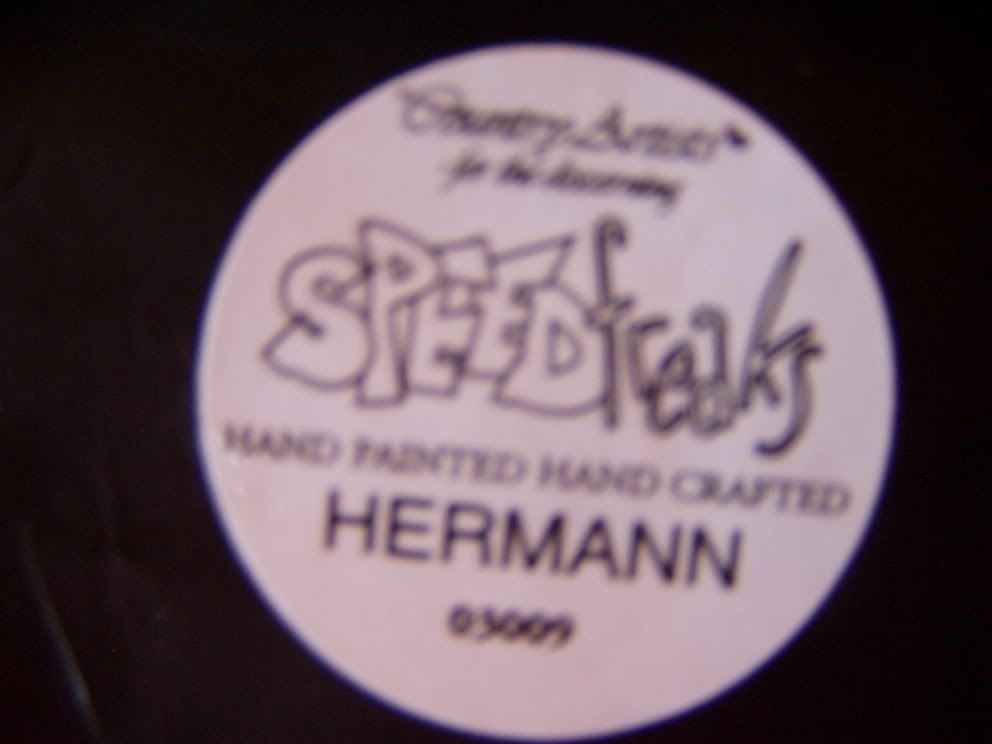 Country Artists
for the discerning
SPEEDfreaks
HAND PAINTED HAND CRAFTED
HERMANN
03009